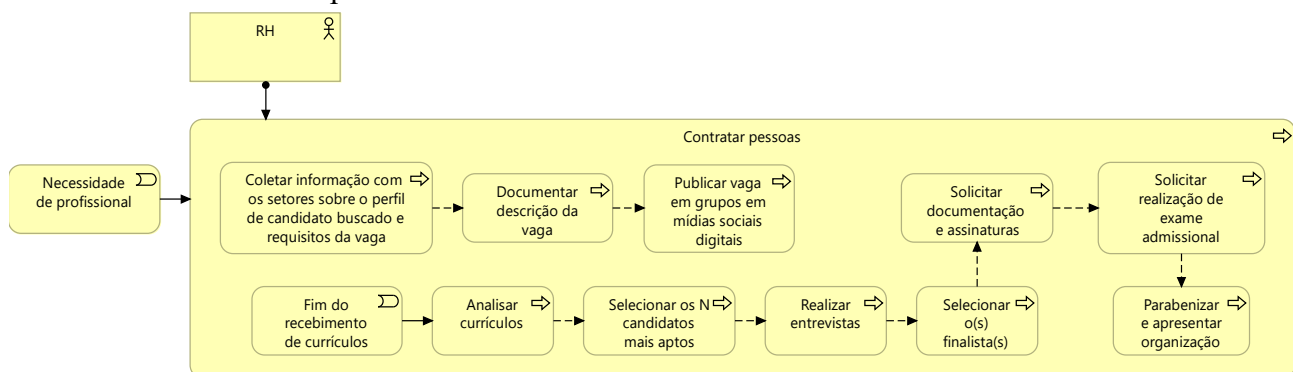 RH
Contratar pessoas
Necessidade
de profissional
Coletar informação com
os setores sobre o perfil
de candidato buscado e
requisitos da vaga
Documentar
descrição da
vaga
Publicar vaga
em grupos em
mídias sociais
digitais
Solicitar
documentação
e assinaturas
Solicitar
realização de
exame
admissional
Fim do
recebimento
de currículos
Analisar
currículos
Selecionar os N
candidatos
mais aptos
Realizar
entrevistas
Selecionar
o(s)
finalista(s)
Parabenizar
e apresentar
organização